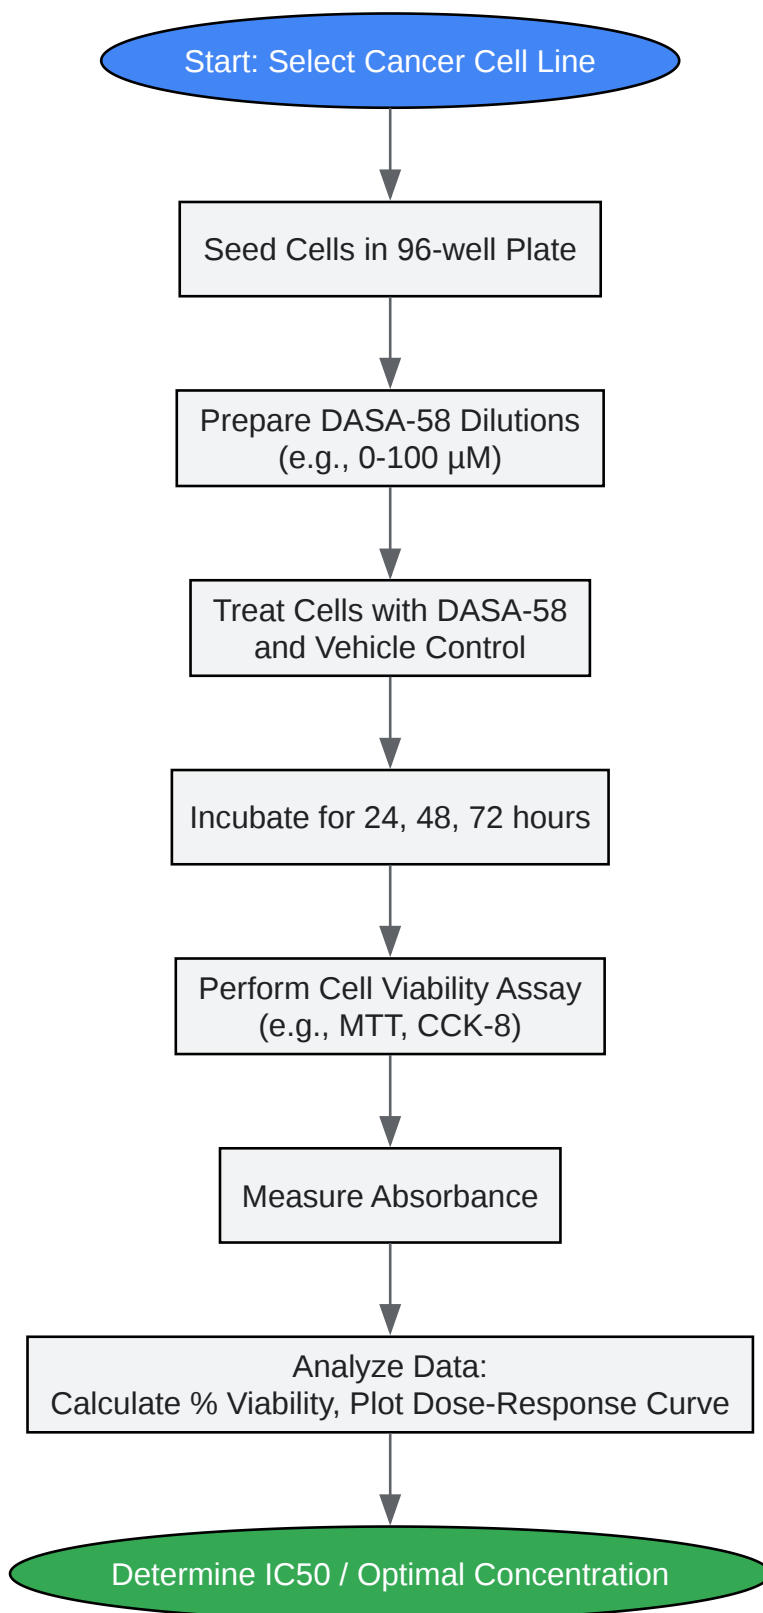 Start: Select Cancer Cell Line
Seed Cells in 96-well Plate
Prepare DASA-58 Dilutions
(e.g., 0-100 µM)
Treat Cells with DASA-58
and Vehicle Control
Incubate for 24, 48, 72 hours
Perform Cell Viability Assay
(e.g., MTT, CCK-8)
Measure Absorbance
Analyze Data:
Calculate % Viability, Plot Dose-Response Curve
Determine IC50 / Optimal Concentration